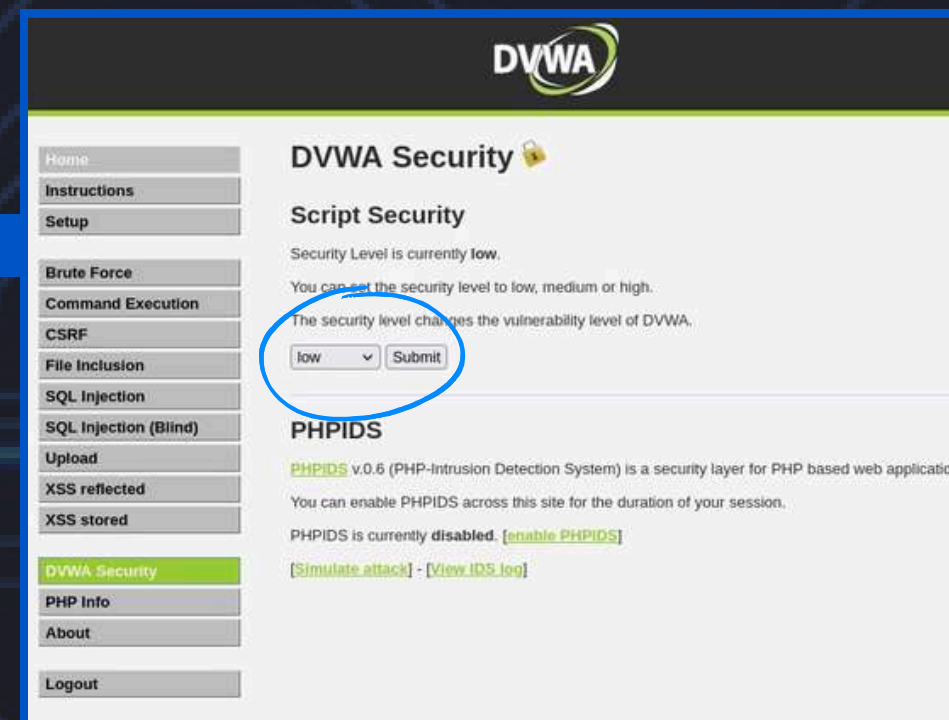 DVWA
Home
Instructions
Setup
Brute Force
Command Execution
CSRF
File Inclusion
SQL Injection
SQL Injection (Blind)
Upload
XSS reflected
XSS stored
DVWA Security
PHP Info
About
Logout
DVWA Security
Script Security
Security Level is currently low.
You can set the security level to low, medium or high.
The security level changes the vulnerability level of DVWA.
low Submit
PHPIDS
PHPIDS v.0.6 (PHP-Intrusion Detection System) is a security layer for PHP based web applicatio
You can enable PHPIDS across this site for the duration of your session.
PHPIDS is currently disabled. [enable PHPIDS]
[Simulate attack] - [View IDS log]